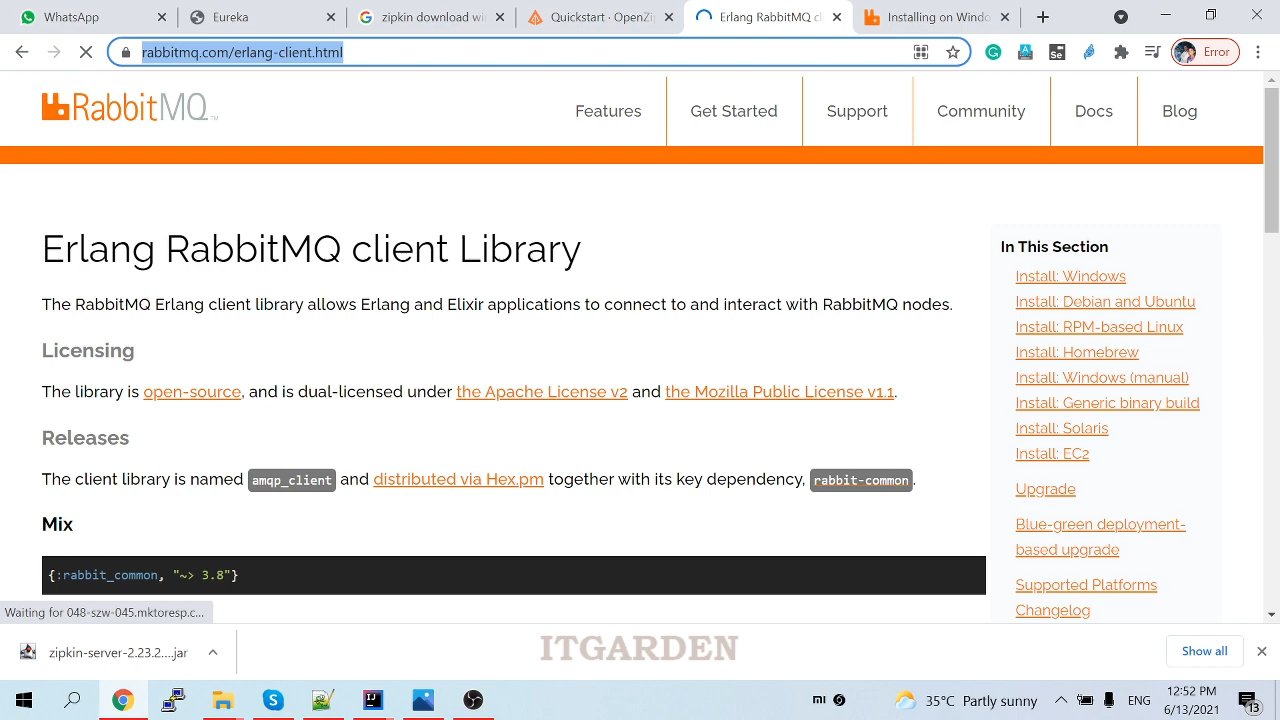 WhatsApp
Eureka
zipkin download wi
Quickstart · OpenZi
Erlang RabbitMQ cl
Installing on Windo
rabbitmq.com/erlang-client.html
Error
RabbitMQ™
Features
Get Started
Support
Community
Docs
Blog
Erlang RabbitMQ client Library
The RabbitMQ Erlang client library allows Erlang and Elixir applications to connect to and interact with RabbitMQ nodes.
Licensing
The library is open-source, and is dual-licensed under the Apache License v2 and the Mozilla Public License v1.1.
Releases
The client library is named amqp_client and distributed via Hex.pm together with its key dependency, rabbit-common.
Mix
{:rabbit_common, "~> 3.8"}
In This Section
Install: Windows
Install: Debian and Ubuntu
Install: RPM-based Linux
Install: Homebrew
Install: Windows (manual)
Install: Generic binary build
Install: Solaris
Install: EC2
Upgrade
Blue-green deployment-
based upgrade
Supported Platforms
Changelog
Waiting for 048-szw-045.mktoresp.c...
zipkin-server-2.23.2....jar
ITGARDEN
Show all
35°C Partly sunny
ENG
12:52 PM
6/13/2021
13